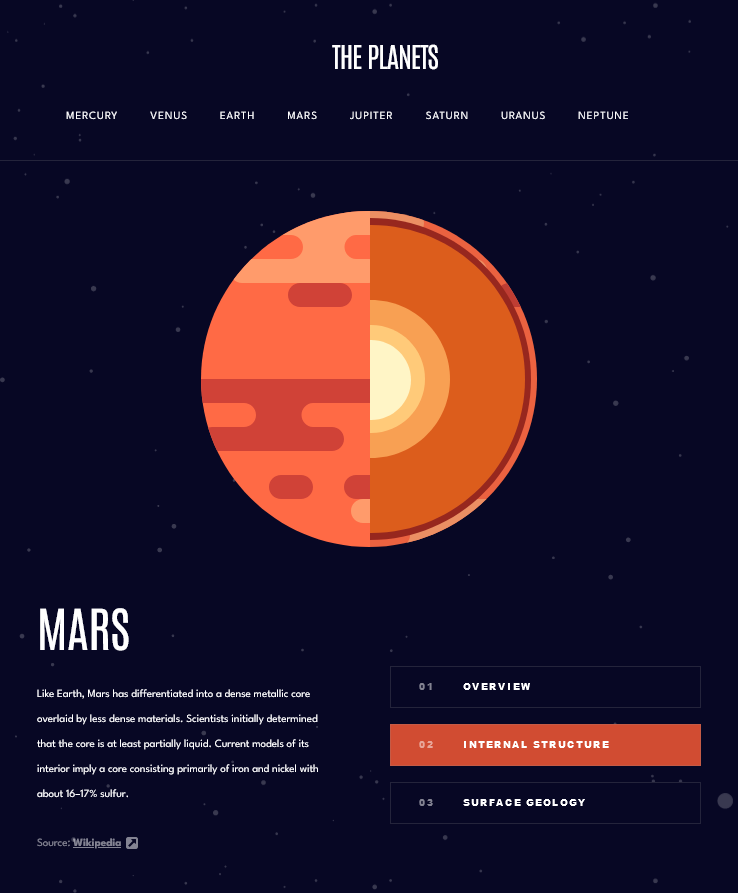 THE PLANETS
MERCURY VENUS EARTH MARS JUPITER SATURN URANUS NEPTUNE
MARS
Like Earth, Mars has differentiated into a dense metallic core
overlaid by less dense materials. Scientists initially determined
that the core is at least partially liquid. Current models of its
interior imply a core consisting primarily of iron and nickel with
about 16–17% sulfur.
Source: Wikipedia
01 OVERVIEW
02 INTERNAL STRUCTURE
03 SURFACE GEOLOGY